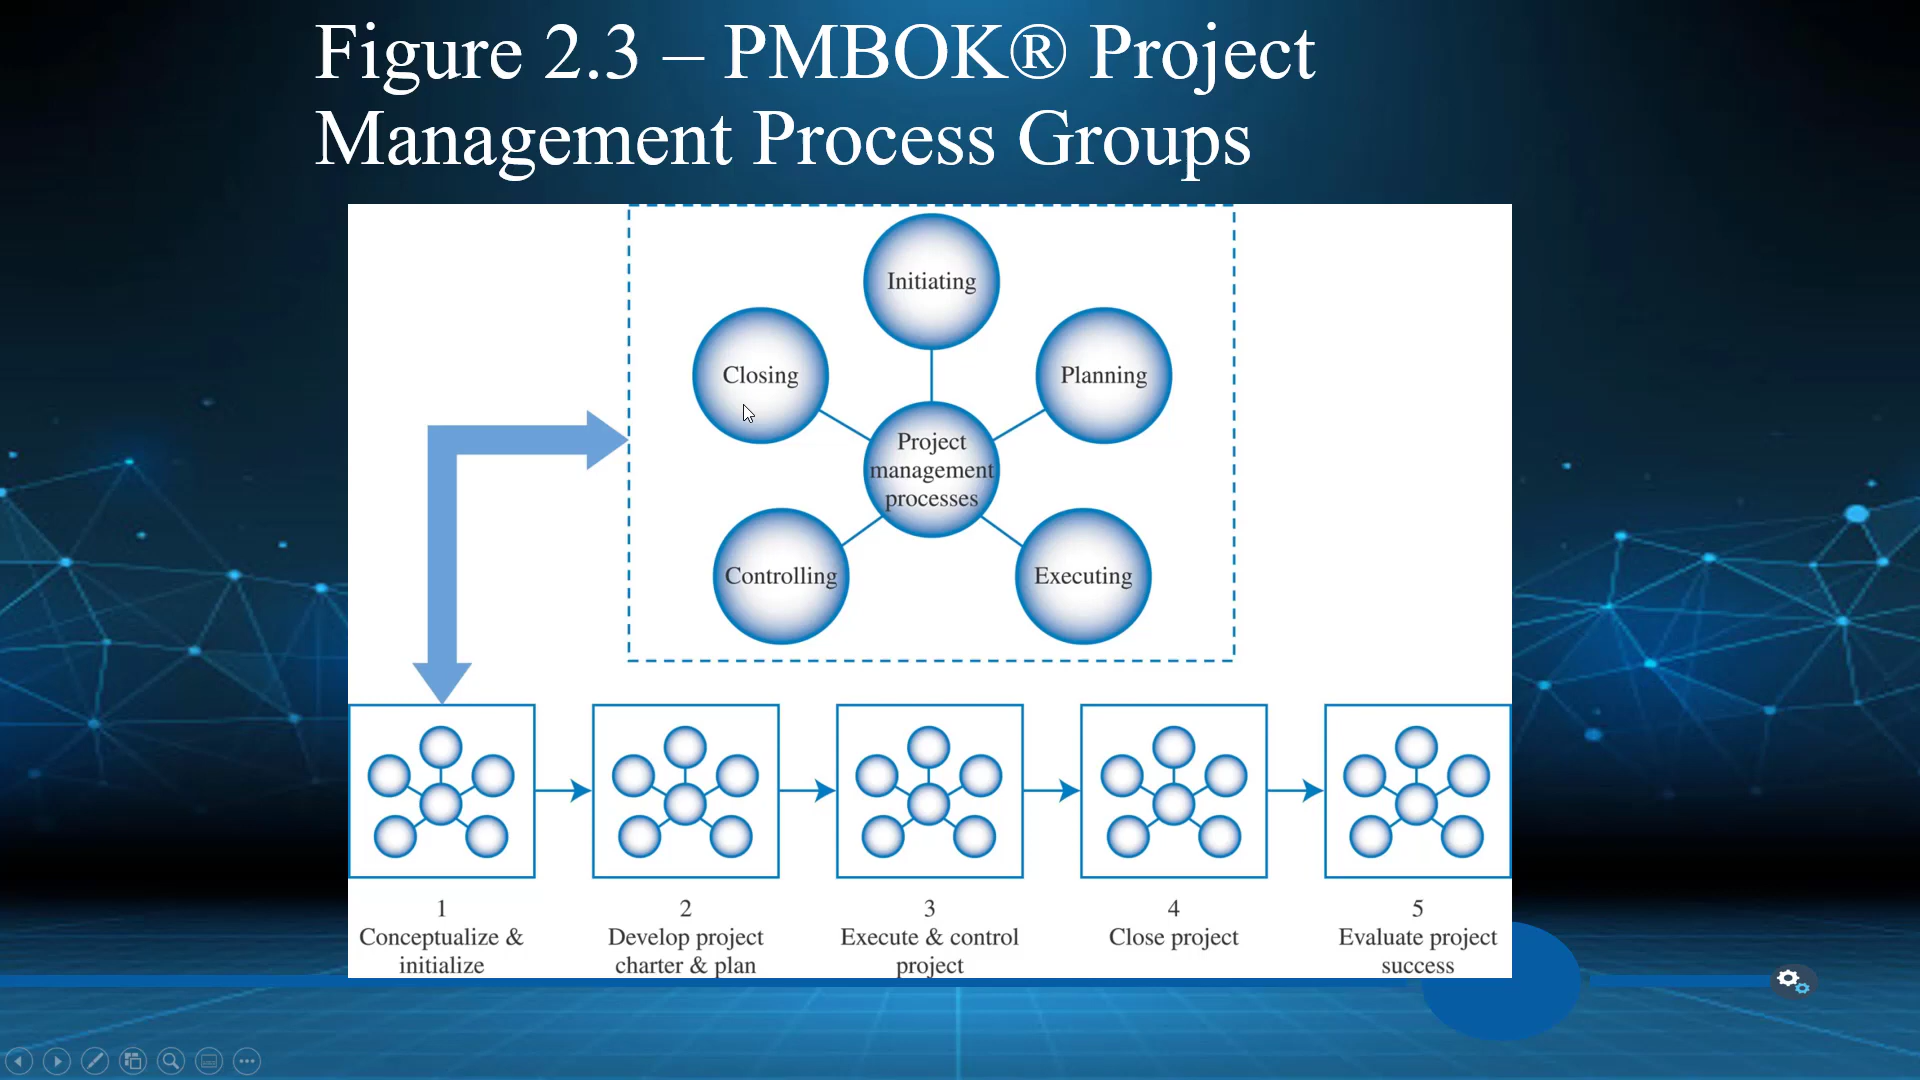 Figure 2.3 – PMBOK® Project
Management Process Groups
Initiating
Closing
Planning
Project
management
processes
Controlling
Executing
1
Conceptualize &
initialize
2
Develop project
charter & plan
3
Execute & control
project
4
Close project
5
Evaluate project
success